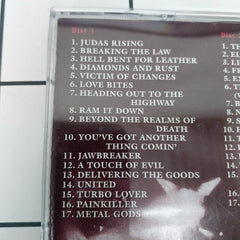 Disc 1
1. JUDAS RISING
2. BREAKING THE LAW
3. HELL BENT FOR LEATHER
4. DIAMONDS AND RUST
5. VICTIM OF CHANGES
6. LOVE BITES
7. HEADING OUT TO THE
HIGHWAY
8. RAM IT DOWN
9. BEYOND THE REALMS OF
DEATH
10. YOU'VE GOT ANOTHER
THING COMIN'
11. JAWBREAKER
12. A TOUCH OF EVIL
13. DELIVERING THE GOODS
14. UNITED
15. TURBO LOVER
16. PAINKILLER
17. METAL GODS
Disc